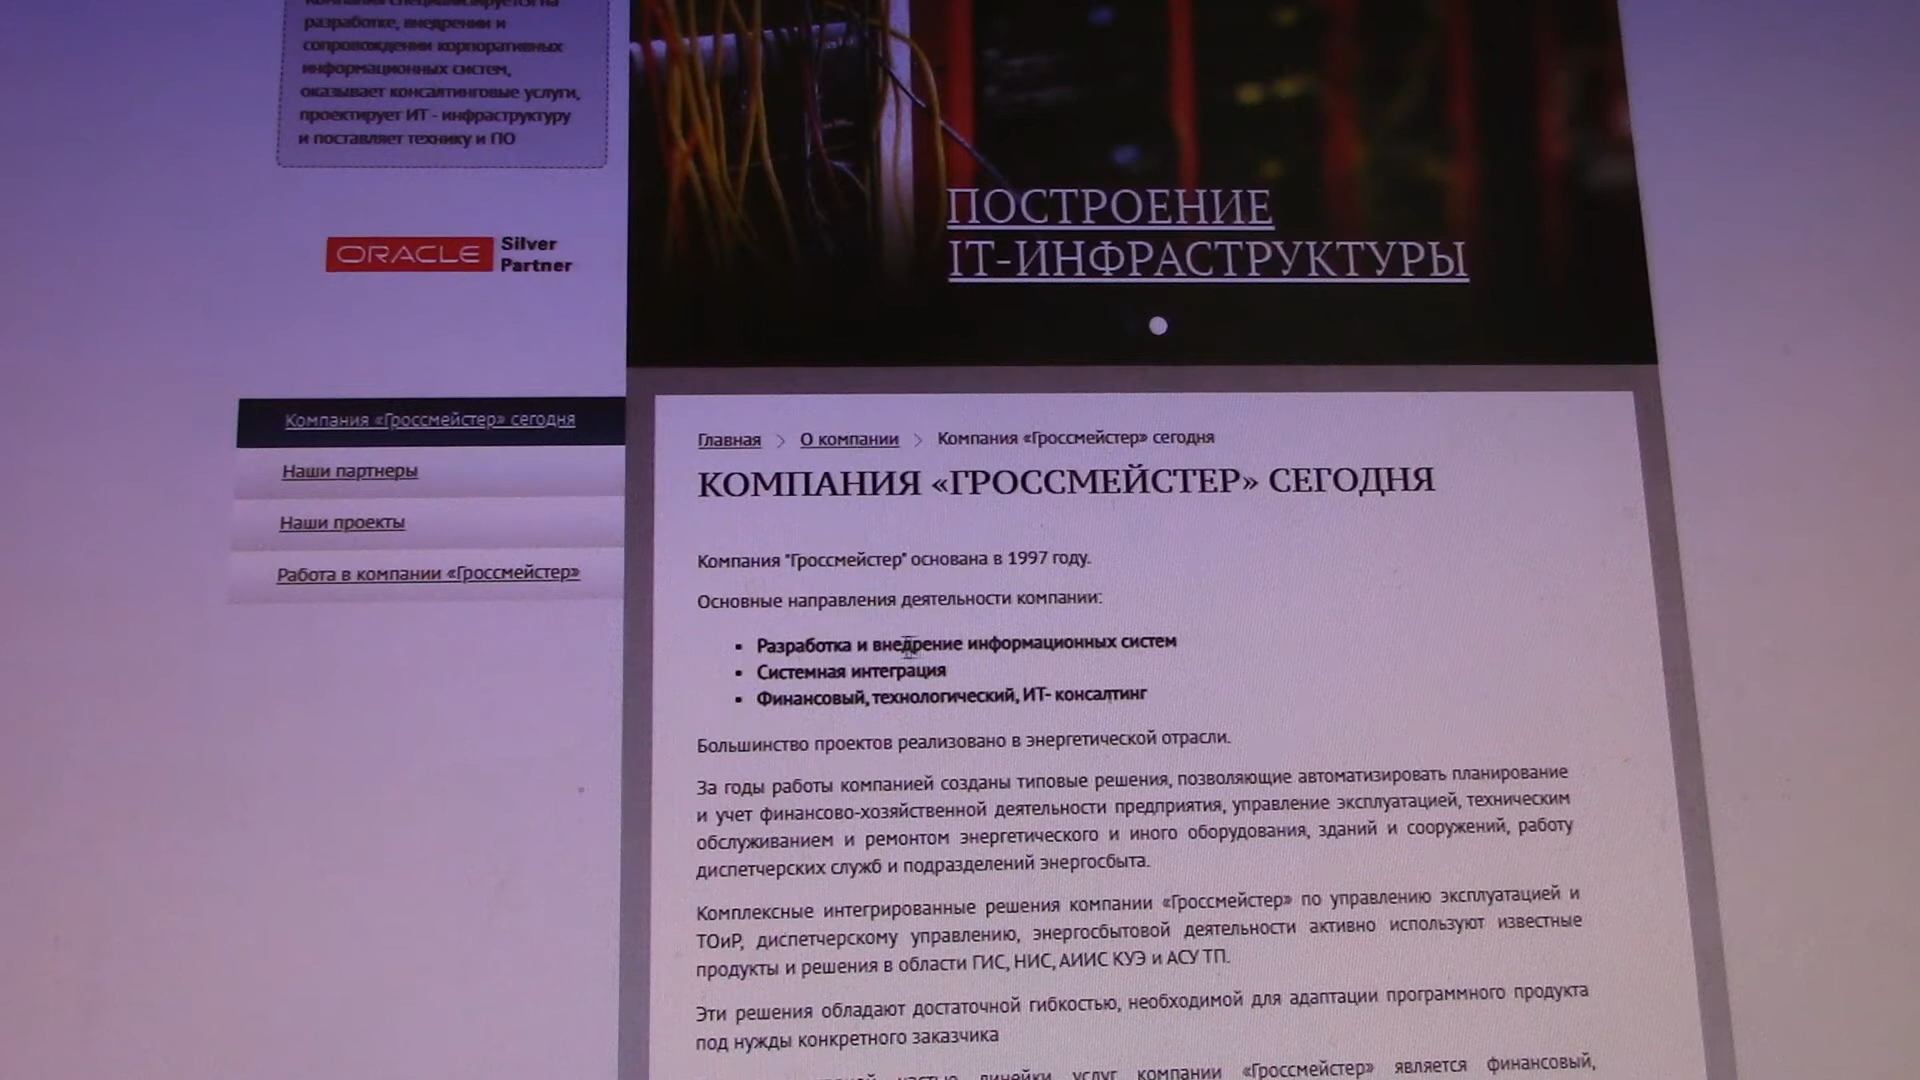 Компания специализируется на
разработке, внедрении и
сопровождении корпоративных
информационных систем,
оказывает консалтинговые услуги,
проектирует ИТ - инфраструктуру
и поставляет технику и ПО
ORACLE Silver
Partner
Компания «Гроссмейстер» сегодня
Наши партнеры
Наши проекты
Работа в компании «Гроссмейстер»
ПОСТРОЕНИЕ
IT-ИНФРАСТРУКТУРЫ
Главная > О компании > Компания «Гроссмейстер» сегодня
КОМПАНИЯ «ГРОССМЕЙСТЕР» СЕГОДНЯ
Компания "Гроссмейстер" основана в 1997 году.
Основные направления деятельности компании:
▪ Разработка и внедрение информационных систем
▪ Системная интеграция
▪ Финансовый, технологический, ИТ- консалтинг
Большинство проектов реализовано в энергетической отрасли.
За годы работы компанией созданы типовые решения, позволяющие автоматизировать планирование
и учет финансово-хозяйственной деятельности предприятия, управление эксплуатацией, техническим
обслуживанием и ремонтом энергетического и иного оборудования, зданий и сооружений, работу
диспетчерских служб и подразделений энергосбыта.
Комплексные интегрированные решения компании «Гроссмейстер» по управлению эксплуатацией и
ТОиР, диспетчерскому управлению, энергосбытовой деятельности активно используют известные
продукты и решения в области ГИС, НИС, АИИС КУЭ и АСУ ТП.
Эти решения обладают достаточной гибкостью, необходимой для адаптации программного продукта
под нужды конкретного заказчика
частью линейки услуг компании «Гроссмейстер» является финансовый,